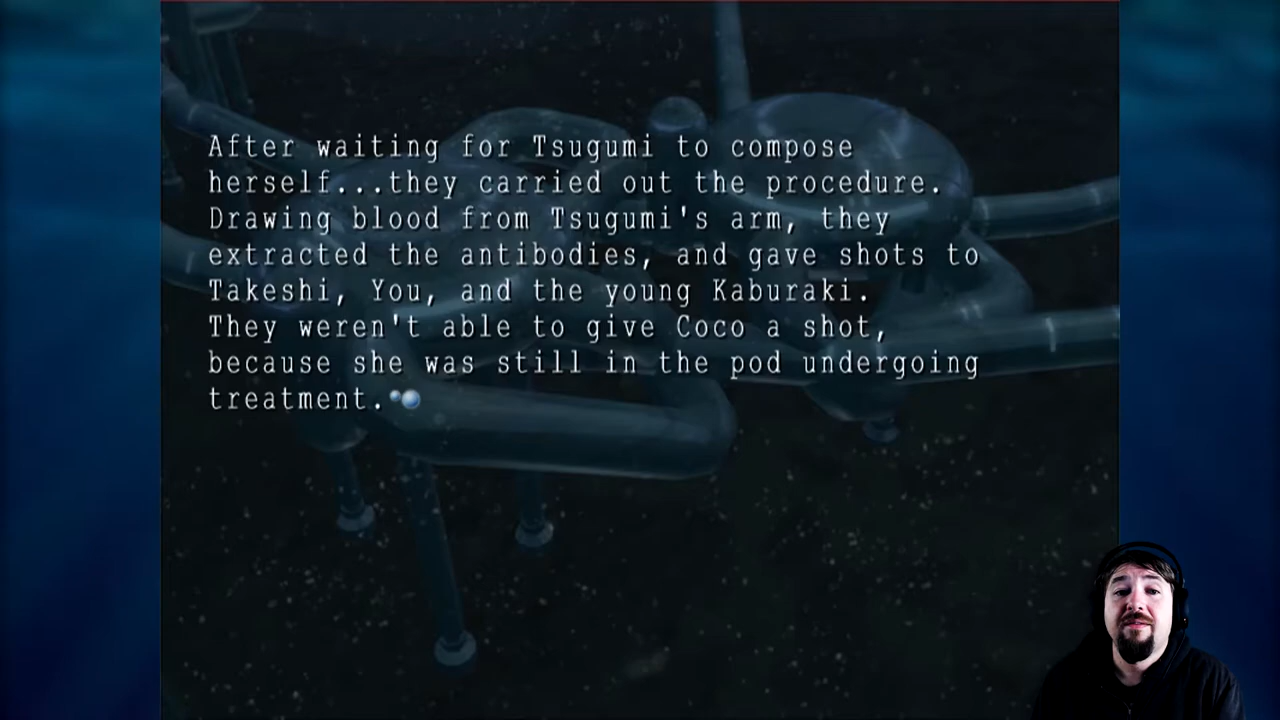 After waiting for Tsugumi to compose
herself...they carried out the procedure.
Drawing blood from Tsugumi's arm, they
extracted the antibodies, and gave shots to
Takeshi, You, and the young Kaburaki.
They weren't able to give Coco a shot,
because she was still in the pod undergoing
treatment.